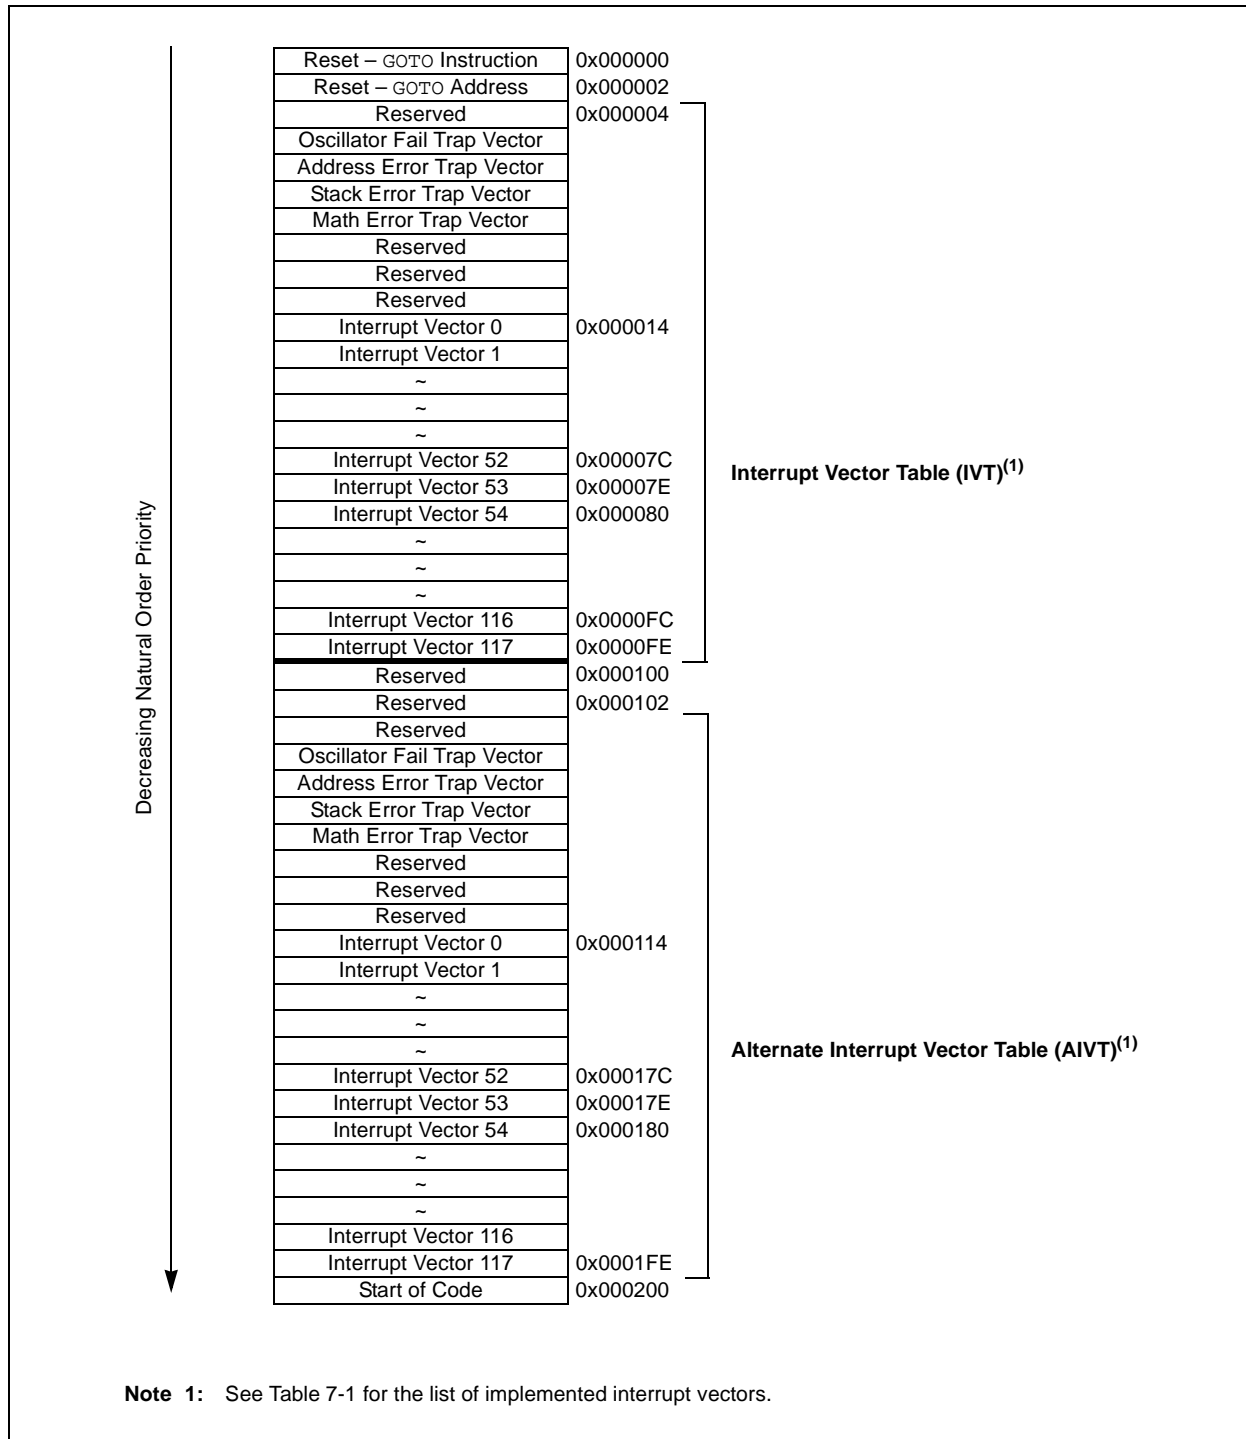 Reset – GOTO Instruction 0x000000
Reset – GOTO Address 0x000002
Reserved 0x000004
Oscillator Fail Trap Vector
Address Error Trap Vector
Stack Error Trap Vector
Math Error Trap Vector
Reserved
Reserved
Reserved
Interrupt Vector 0 0x000014
Interrupt Vector 1
~
~
~
Interrupt Vector 52 0x00007C
Interrupt Vector Table (IVT)(1)
Interrupt Vector 53 0x00007E
Interrupt Vector 54 0x000080
~
~
~
Interrupt Vector 116 0x0000FC
Interrupt Vector 117 0x0000FE
Decreasing Natural Order Priority
Reserved 0x000100
Reserved 0x000102
Reserved
Oscillator Fail Trap Vector
Address Error Trap Vector
Stack Error Trap Vector
Math Error Trap Vector
Reserved
Reserved
Reserved
Interrupt Vector 0 0x000114
Interrupt Vector 1
~
~
~
Alternate Interrupt Vector Table (AIVT)(1)
Interrupt Vector 52 0x00017C
Interrupt Vector 53 0x00017E
Interrupt Vector 54 0x000180
~
~
~
Interrupt Vector 116
Interrupt Vector 117 0x0001FE
Start of Code 0x000200
Note 1: See Table 7-1 for the list of implemented interrupt vectors.